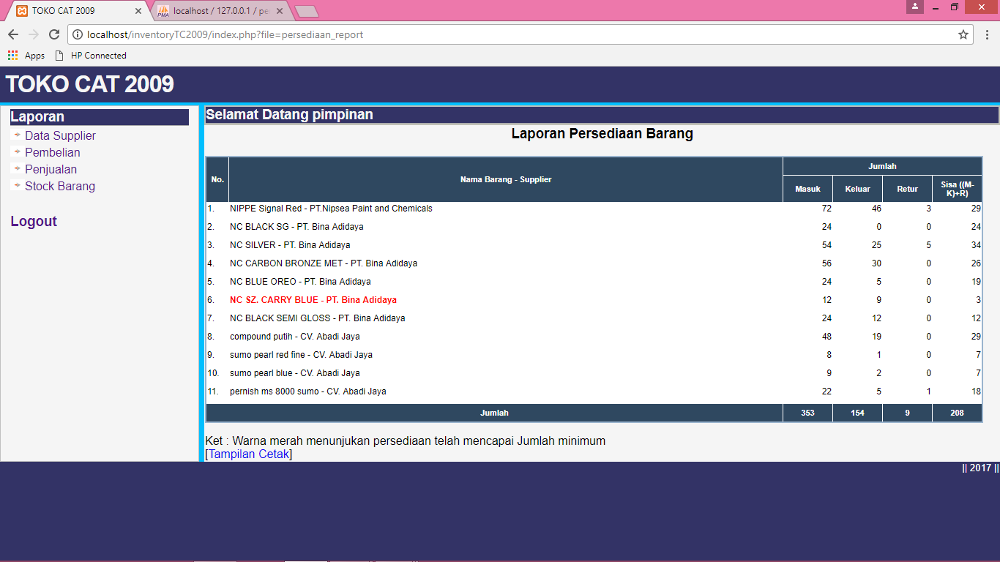 TOKO CAT 2009
localhost / 127.0.0.1 / pe
localhost/inventoryTC2009/index.php?file=persediaan_report
Apps HP Connected
TOKO CAT 2009
Laporan
Data Supplier
Pembelian
Penjualan
Stock Barang
Logout
Selamat Datang pimpinan
Laporan Persediaan Barang
No. Nama Barang - Supplier Jumlah
Masuk Keluar Retur Sisa ((M-
K)+R)
1. NIPPE Signal Red - PT.Nipsea Paint and Chemicals 72 46 3 29
2. NC BLACK SG - PT. Bina Adidaya 24 0 0 24
3. NC SILVER - PT. Bina Adidaya 54 25 5 34
4. NC CARBON BRONZE MET - PT. Bina Adidaya 56 30 0 26
5. NC BLUE OREO - PT. Bina Adidaya 24 5 0 19
6. NC SZ. CARRY BLUE - PT. Bina Adidaya 12 9 0 3
7. NC BLACK SEMI GLOSS - PT. Bina Adidaya 24 12 0 12
8. compound putih - CV. Abadi Jaya 48 19 0 29
9. sumo pearl red fine - CV. Abadi Jaya 8 1 0 7
10. sumo pearl blue - CV. Abadi Jaya 9 2 0 7
11. pernish ms 8000 sumo - CV. Abadi Jaya 22 5 1 18
Jumlah 353 154 9 208
Ket : Warna merah menunjukan persediaan telah mencapai Jumlah minimum
[Tampilan Cetak]
|| 2017 ||